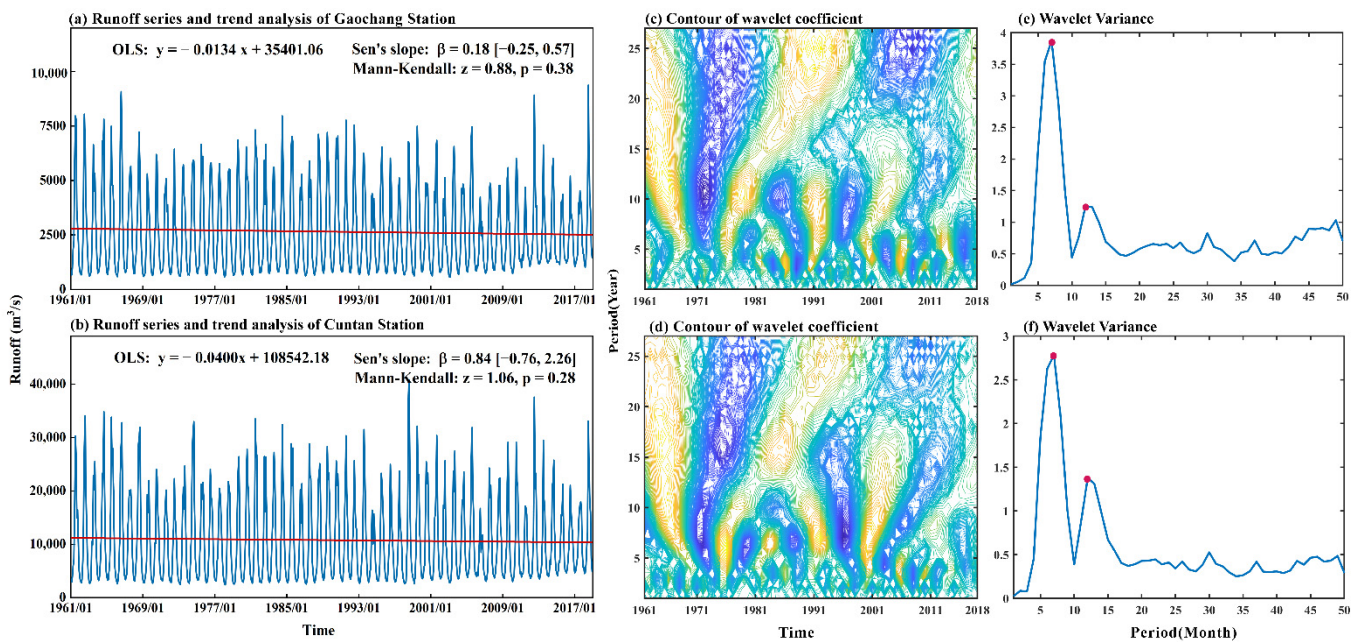 (a) Runoff series and trend analysis of Gaochang Station
OLS: y = − 0.0134 x + 35401.06
Sen's slope: β = 0.18 [−0.25, 0.57]
Mann-Kendall: z = 0.88, p = 0.38
10,000
7500
5000
2500
0
1961/01 1969/01 1977/01 1985/01 1993/01 2001/01 2009/01 2017/01
(b) Runoff series and trend analysis of Cuntan Station
OLS: y = − 0.0400x + 108542.18
Sen's slope: β = 0.84 [−0.76, 2.26]
Mann-Kendall: z = 1.06, p = 0.28
Runoff (m³/s)
40,000
30,000
20,000
10,000
0
1961/01 1969/01 1977/01 1985/01 1993/01 2001/01 2009/01 2017/01
Time
(c) Contour of wavelet coefficient
25
20
15
10
5
1961 1971 1981 1991 2001 2011 2018
Period(Year)
(d) Contour of wavelet coefficient
25
20
15
10
5
1961 1971 1981 1991 2001 2011 2018
Time
(e) Wavelet Variance
4
3.5
3
2.5
2
1.5
1
0.5
0
5 10 15 20 25 30 35 40 45 50
(f) Wavelet Variance
3
2.5
2
1.5
1
0.5
0
5 10 15 20 25 30 35 40 45 50
Period(Month)